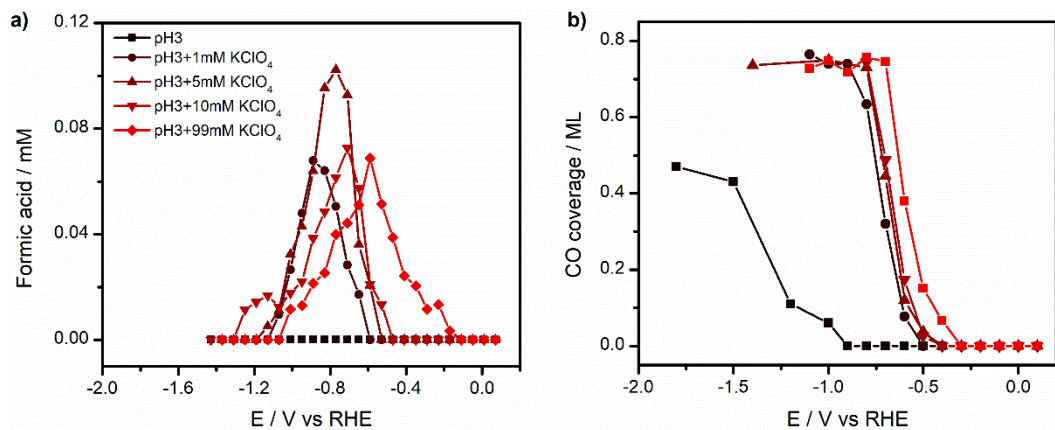 a)
0.12
0.08
0.04
0.00
Formic acid / mM
pH3
pH3+1mM KClO₄
pH3+5mM KClO₄
pH3+10mM KClO₄
pH3+99mM KClO₄
-2.0 -1.6 -1.2 -0.8 -0.4 0.0
E / V vs RHE
b)
0.8
0.6
0.4
0.2
0.0
CO coverage / ML
-2.0 -1.5 -1.0 -0.5 0.0
E / V vs RHE